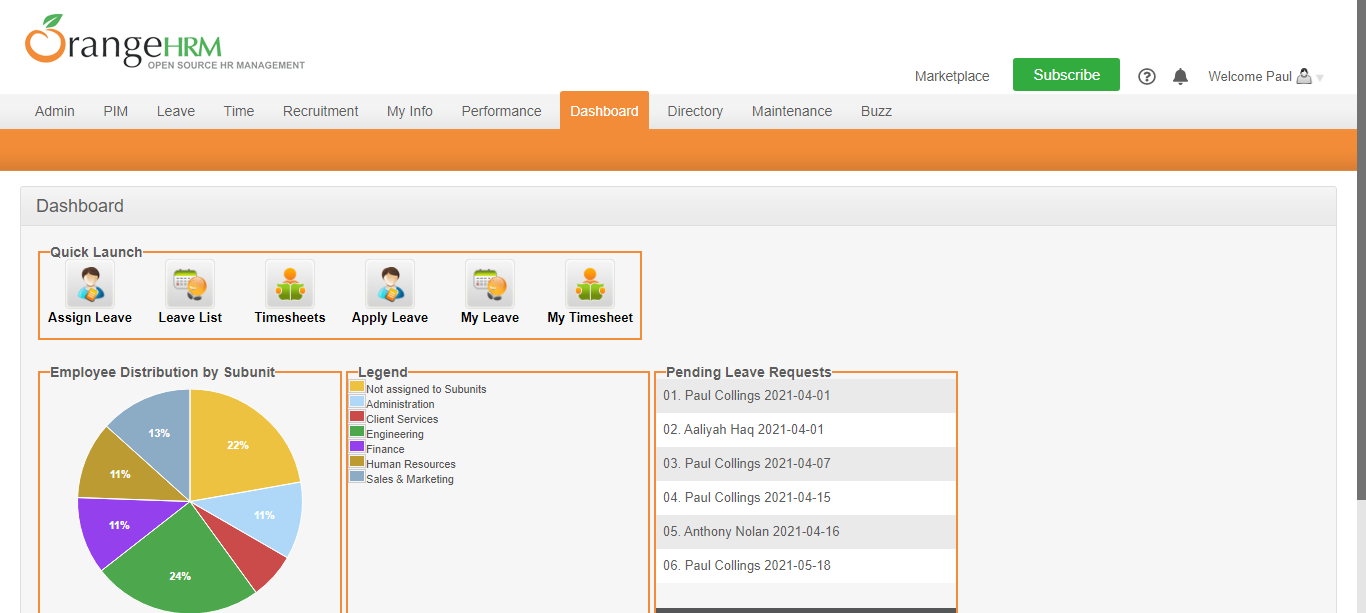 OrangeHRM
OPEN SOURCE HR MANAGEMENT
Marketplace
Subscribe
?
Welcome Paul
Admin PIM Leave Time Recruitment My Info Performance Dashboard Directory Maintenance Buzz
Dashboard
Quick Launch
Assign Leave Leave List Timesheets Apply Leave My Leave My Timesheet
Employee Distribution by Subunit
22%
11%
24%
11%
11%
13%
Legend
Not assigned to Subunits
Administration
Client Services
Engineering
Finance
Human Resources
Sales & Marketing
Pending Leave Requests
01. Paul Collings 2021-04-01
02. Aaliyah Haq 2021-04-01
03. Paul Collings 2021-04-07
04. Paul Collings 2021-04-15
05. Anthony Nolan 2021-04-16
06. Paul Collings 2021-05-18